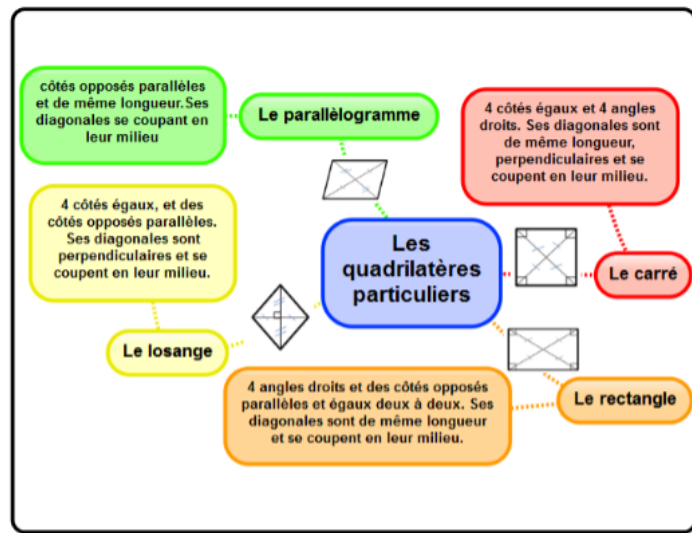 côtés opposés parallèles
et de même longueur.Ses
diagonales se coupant en
leur milieu
Le parallèlogramme
4 côtés égaux et 4 angles
droits. Ses diagonales sont
de même longueur,
perpendiculaires et se
coupent en leur milieu.
4 côtés égaux, et des
côtés opposés parallèles.
Ses diagonales sont
perpendiculaires et se
coupent en leur milieu.
Les
quadrilatères
particuliers
Le carré
Le losange
4 angles droits et des côtés opposés
parallèles et égaux deux à deux. Ses
diagonales sont de même longueur
et se coupent en leur milieu.
Le rectangle